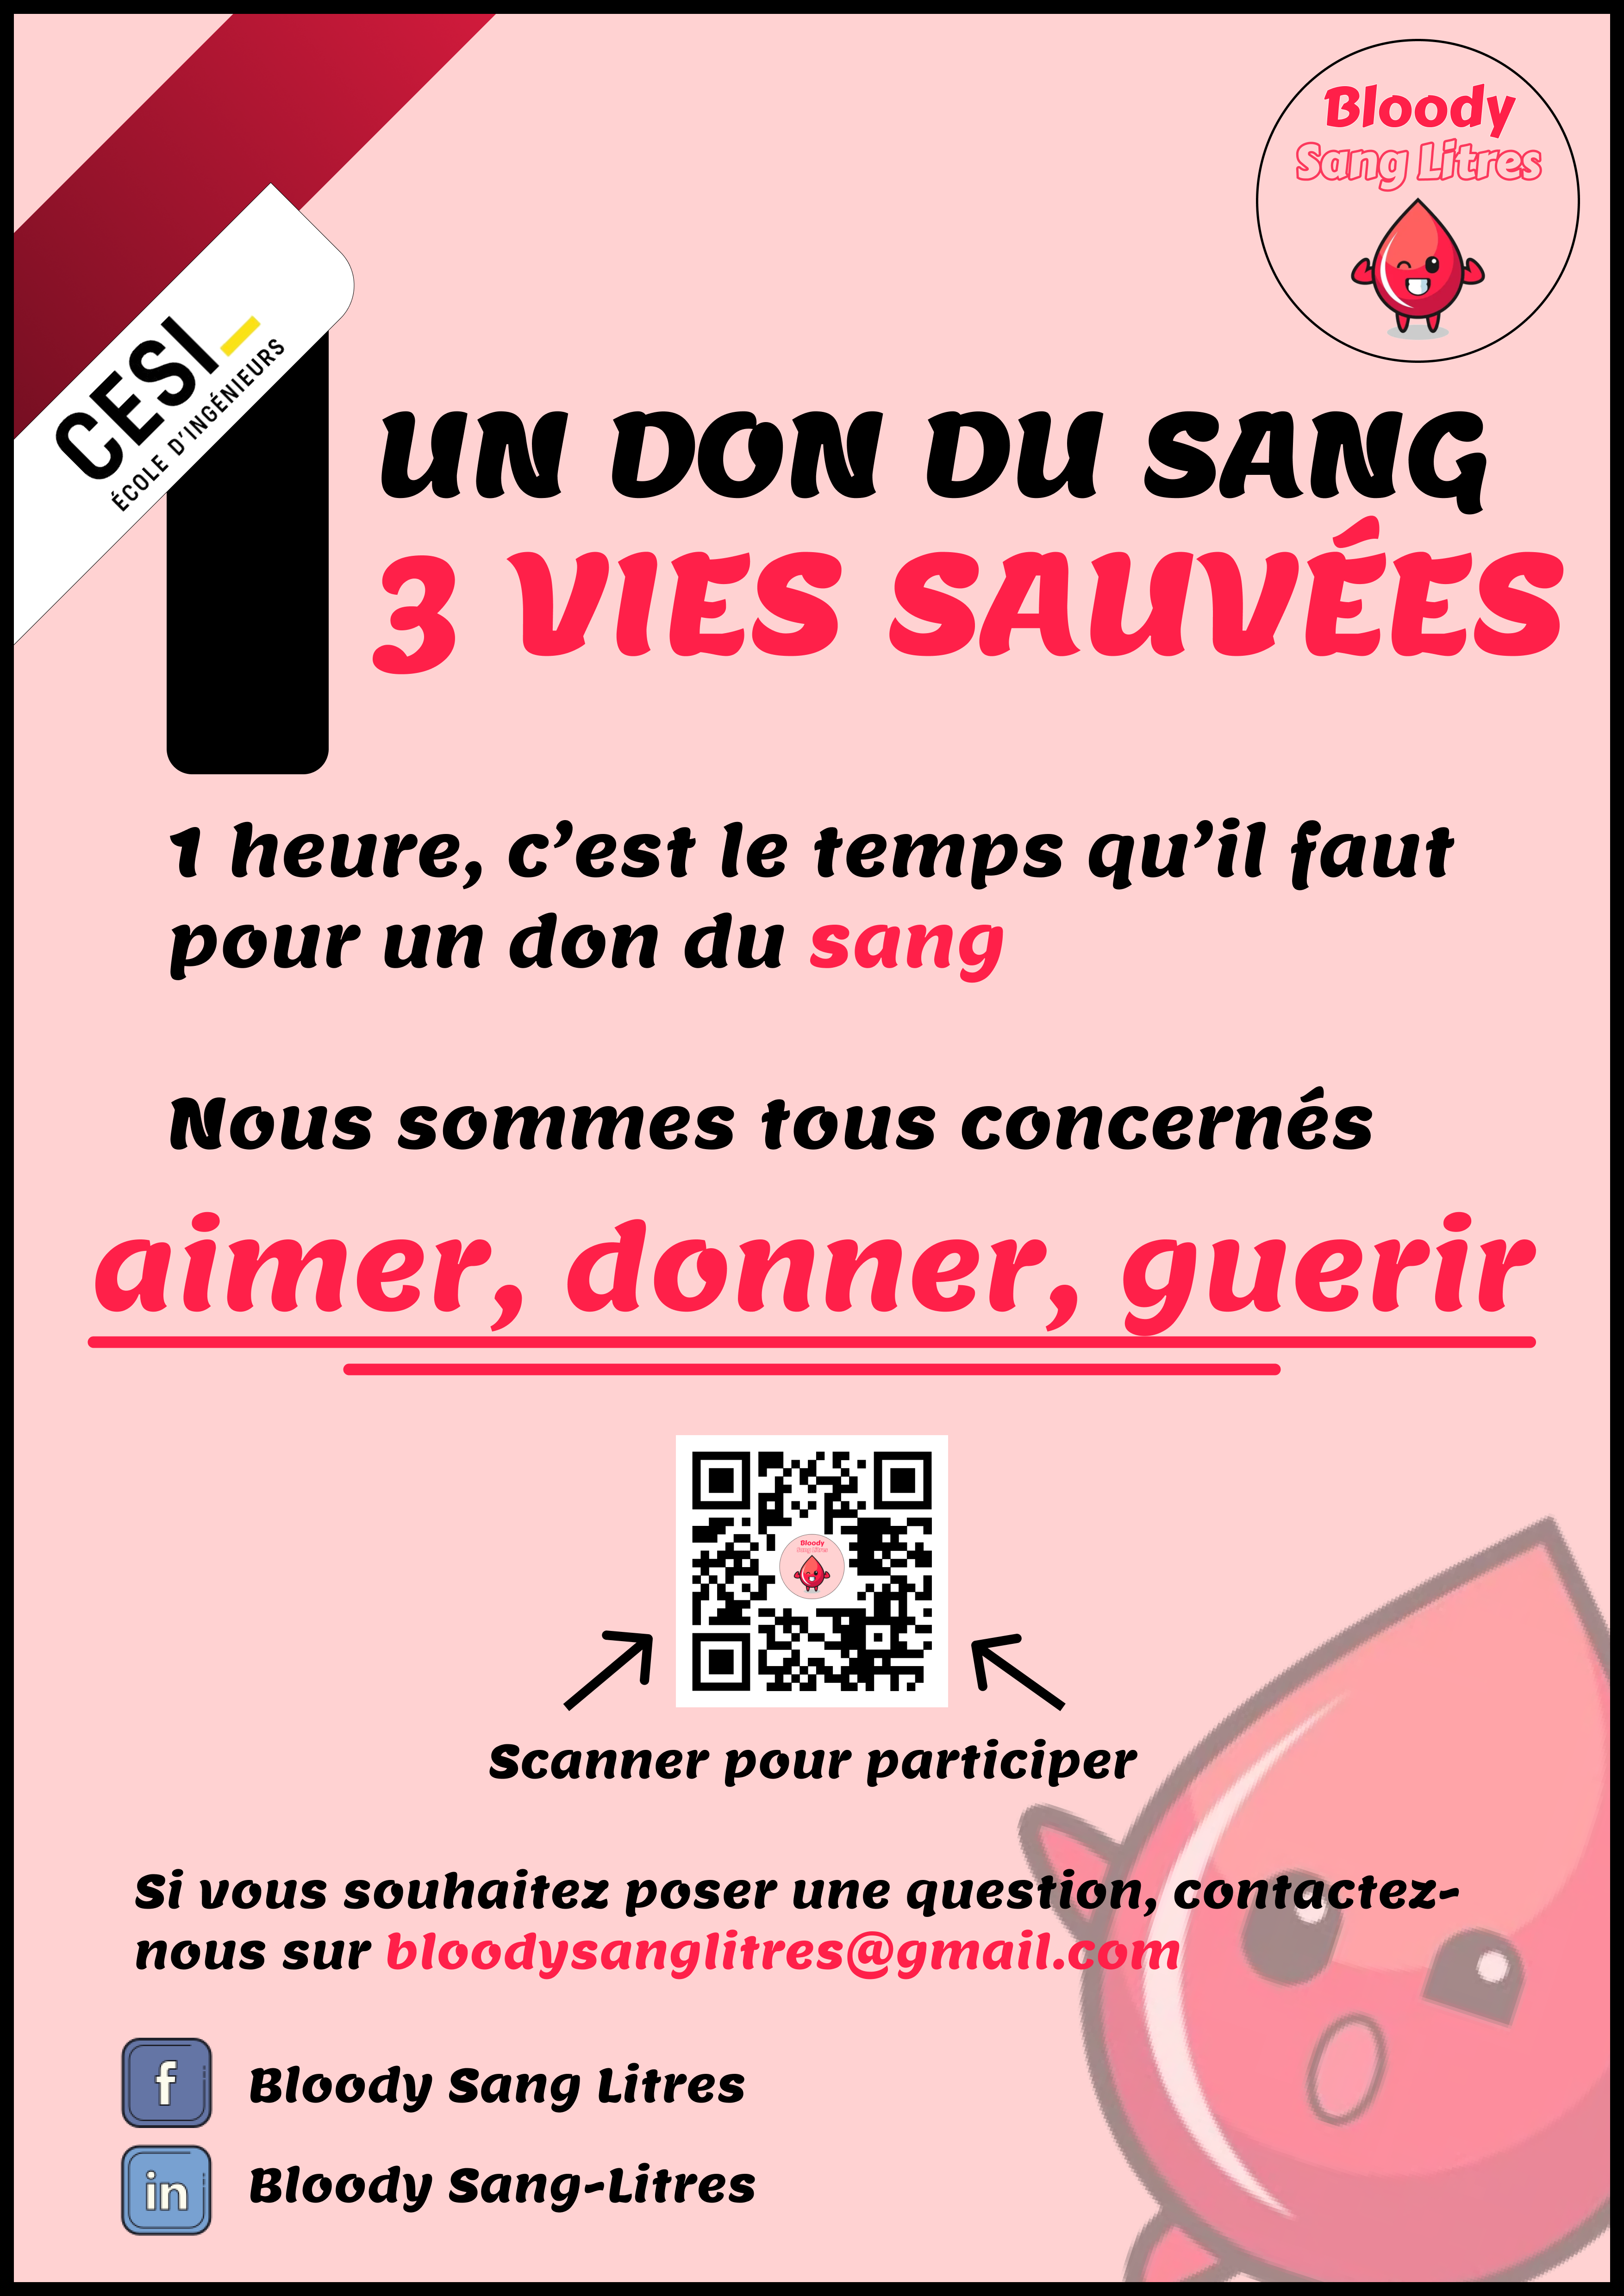 Bloody
Sang Litres
CESI_
ÉCOLE D'INGÉNIEURS
1
UN DON DU SANG
3 VIES SAUVÉES
1 heure, c'est le temps qu'il faut
pour un don du sang
Nous sommes tous concernés
aimer, donner, guerir
Bloody
Sang Litres
Scanner pour participer
Si vous souhaitez poser une question, contactez-
nous sur bloodysanglitres@gmail.com
f
Bloody Sang Litres
in
Bloody Sang-Litres